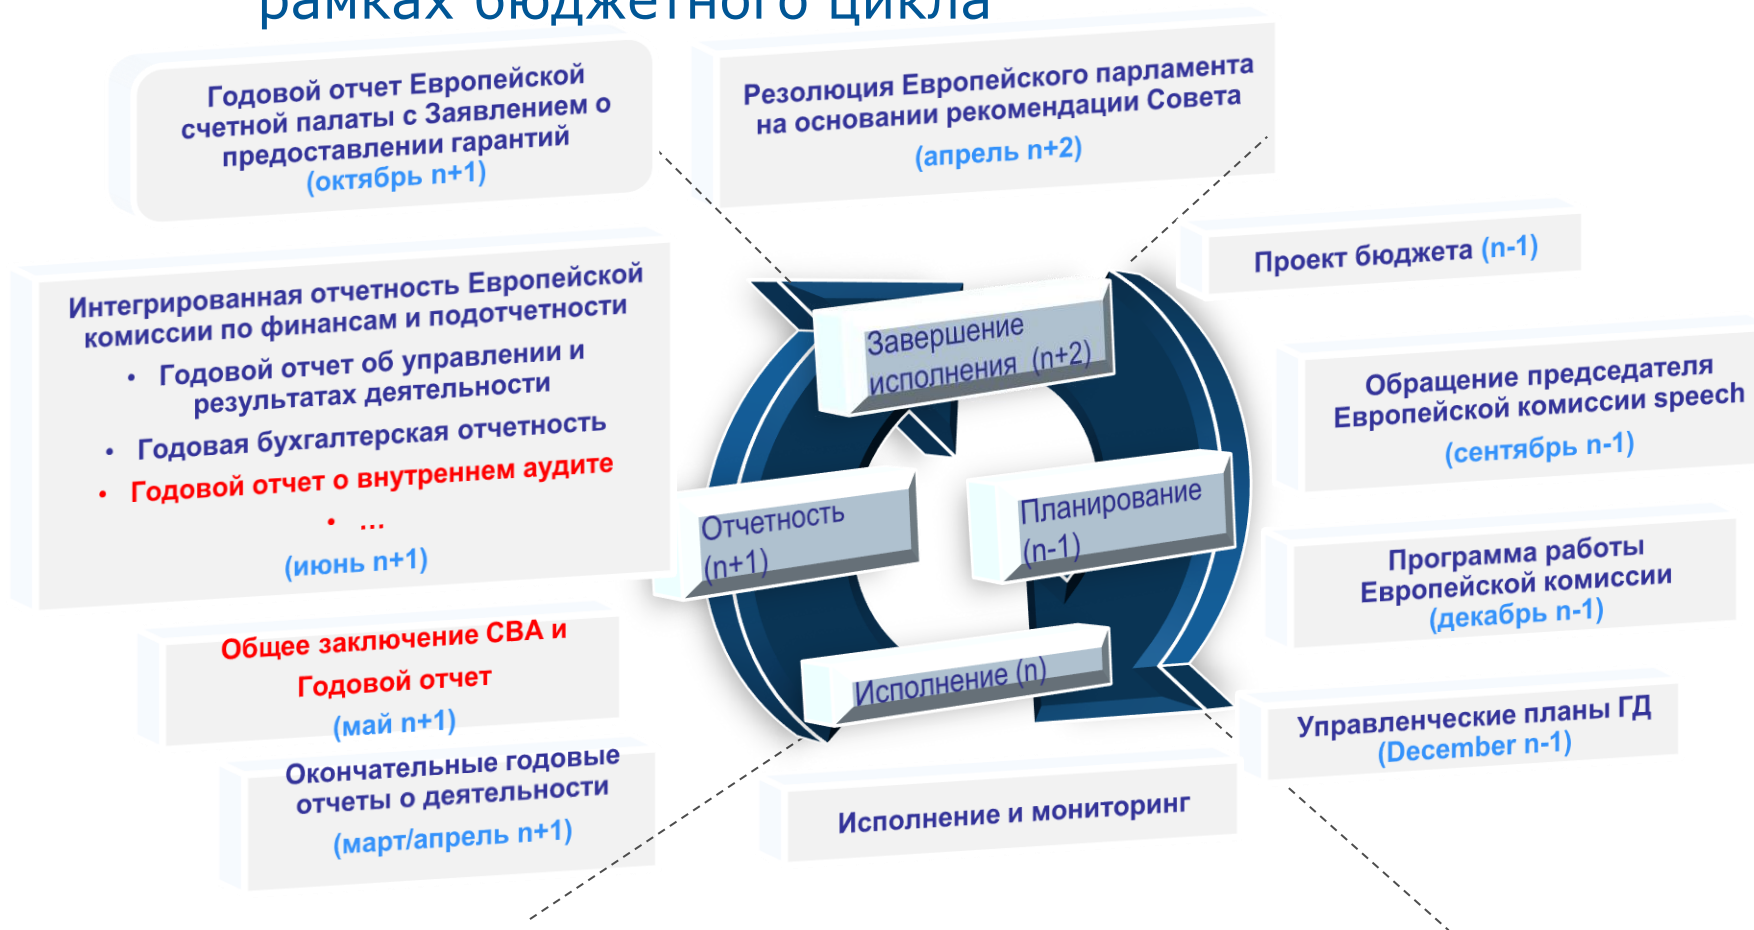 рамках бюджетного цикла
Годовой отчет Европейской
счетной палаты с Заявлением о
предоставлении гарантий
(октябрь n+1)
Резолюция Европейского парламента
на основании рекомендации Совета
(апрель n+2)
Проект бюджета (n-1)
Интегрированная отчетность Европейской
комиссии по финансам и подотчетности
• Годовой отчет об управлении и
результатах деятельности
• Годовая бухгалтерская отчетность
• Годовой отчет о внутреннем аудите
• …
(июнь n+1)
Завершение
исполнения (n+2)
Обращение председателя
Европейской комиссии speech
(сентябрь n-1)
Отчетность
(n+1)
Планирование
(n-1)
Программа работы
Европейской комиссии
(декабрь n-1)
Общее заключение СВА и
Годовой отчет
(май n+1)
Исполнение (n)
Управленческие планы ГД
(December n-1)
Окончательные годовые
отчеты о деятельности
(март/апрель n+1)
Исполнение и мониторинг